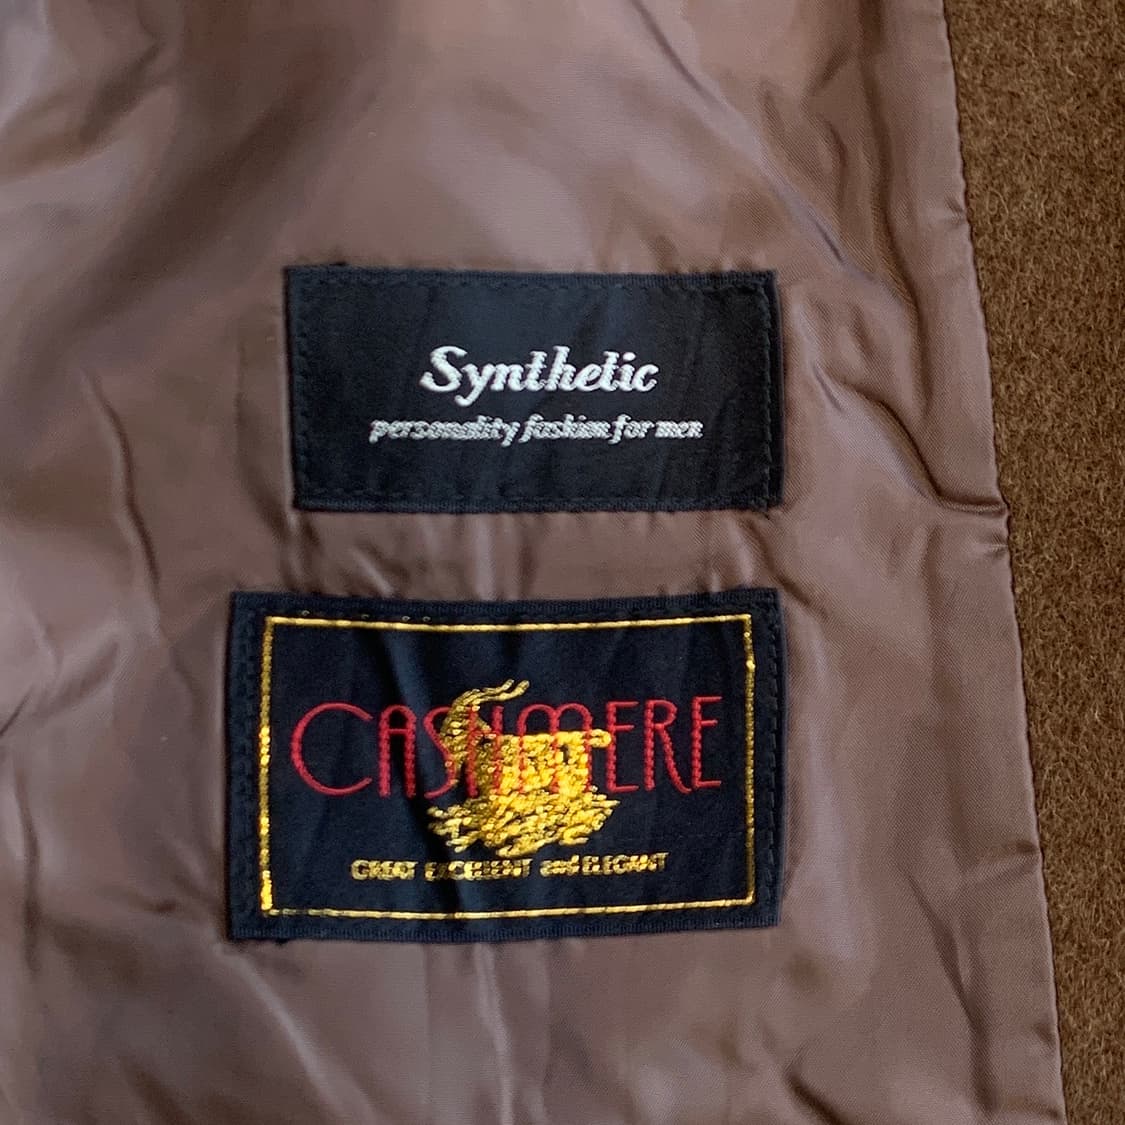 Synthetic
personality fashion for men
CASHMERE
GREAT EXCELLENT and ELEGANT